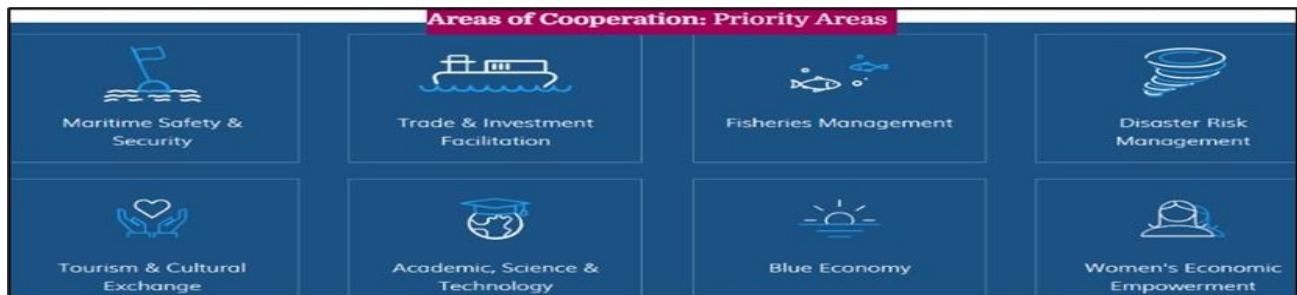 Areas of Cooperation: Priority Areas
Maritime Safety &
Security
Trade & Investment
Facilitation
Fisheries Management
Disaster Risk
Management
Tourism & Cultural
Exchange
Academic, Science &
Technology
Blue Economy
Women's Economic
Empowerment